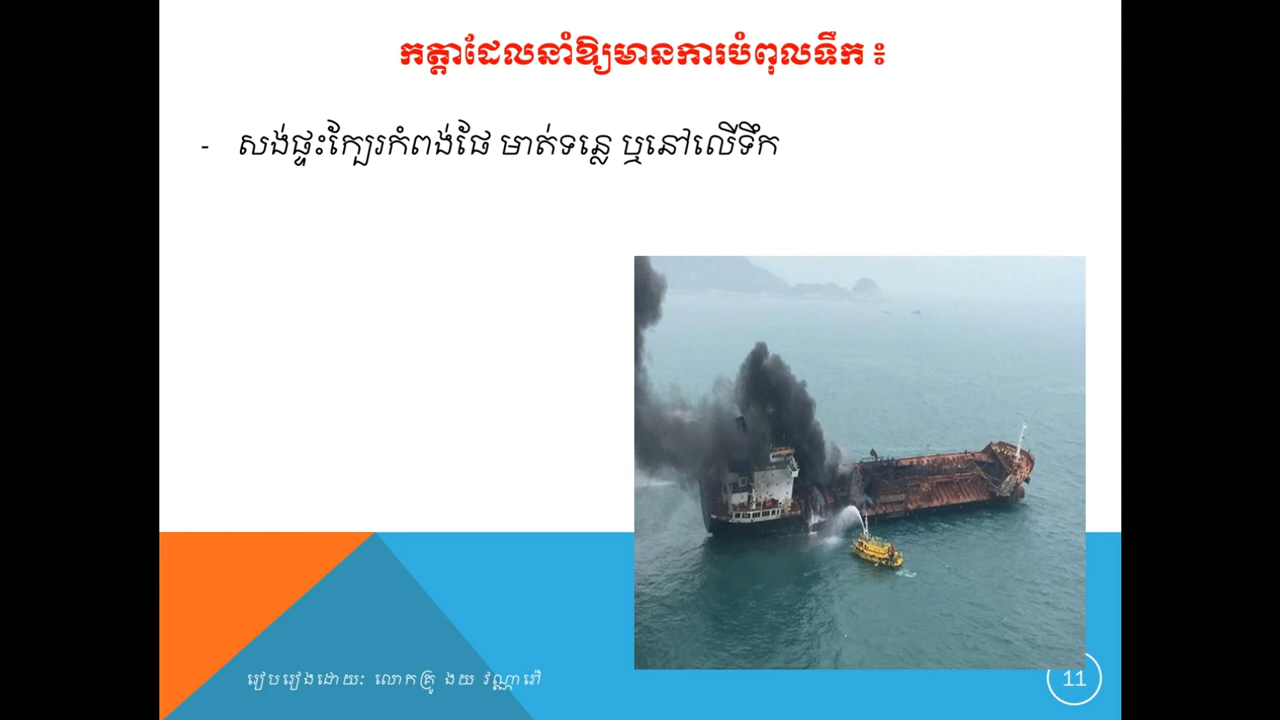 កត្តាដែលនាំឱ្យមានការបំពុលទឹក ៖
- សង់ផ្ទះក្បែរកំពង់ផែ មាត់ទន្លេ ឬនៅលើទឹក
រៀបរៀងដោយ: លោកគ្រូ ងយ វណ្ណារ៉ៅ
11